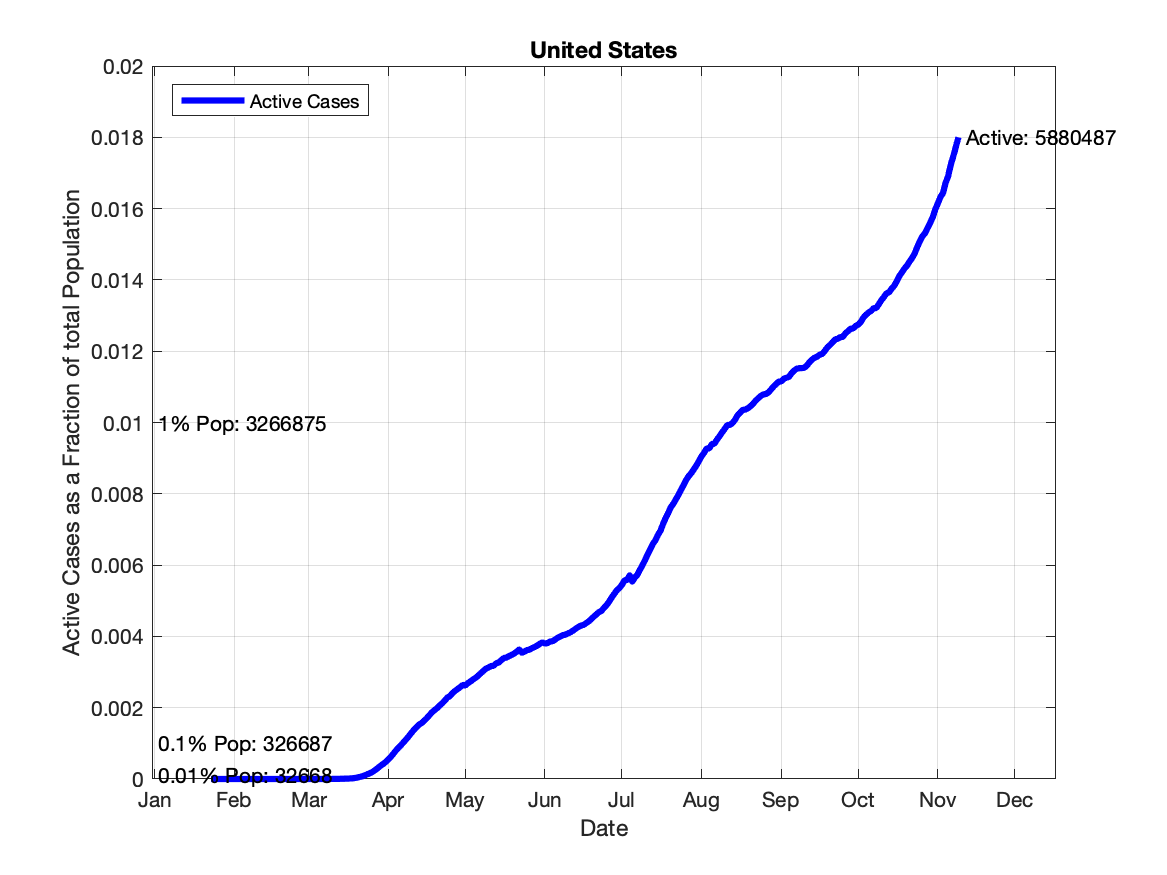 United States
Active Cases
Active Cases as a Fraction of total Population
0.02
0.018
0.016
0.014
0.012
0.01
0.008
0.006
0.004
0.002
0
Active: 5880487
1% Pop: 3266875
0.1% Pop: 326687
0.01% Pop: 32668
Jan Feb Mar Apr May Jun Jul Aug Sep Oct Nov Dec
Date